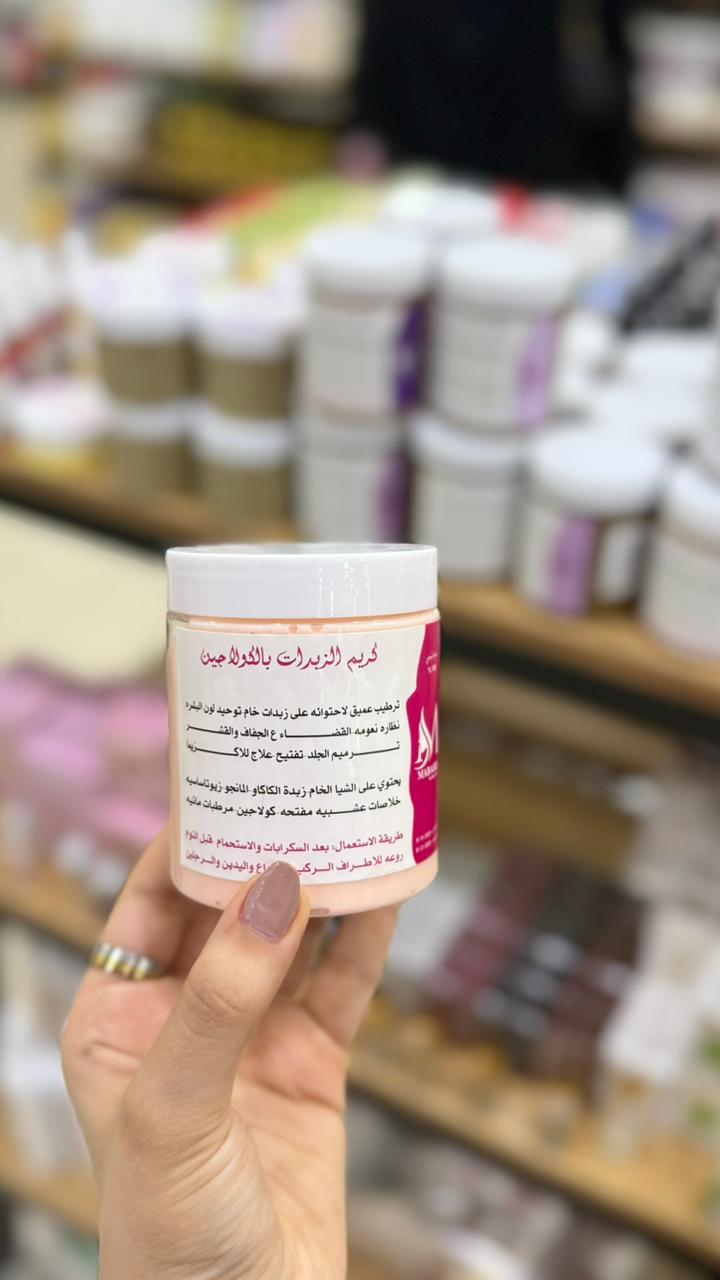 كريم الزبدات بالكولاجين
ترطيب عميق لاحتوائه على زبدات خام توحيد لون البشره
نظاره نعومه القضاء ع الجفاف والقشر
ترميم الجلد تفتيح علاج للاكزيما
يحتوي على الشيا الخام زبدة الكاكاو المانجو زيوت اساسيه
خلاصات عشبيه مفتحه كولاجين مرطبات مائيه
طريقة الاستعمال: بعد السكرابات والاستحمام قبل النوم
روعه للاطراف الركب واليدين والرجلين